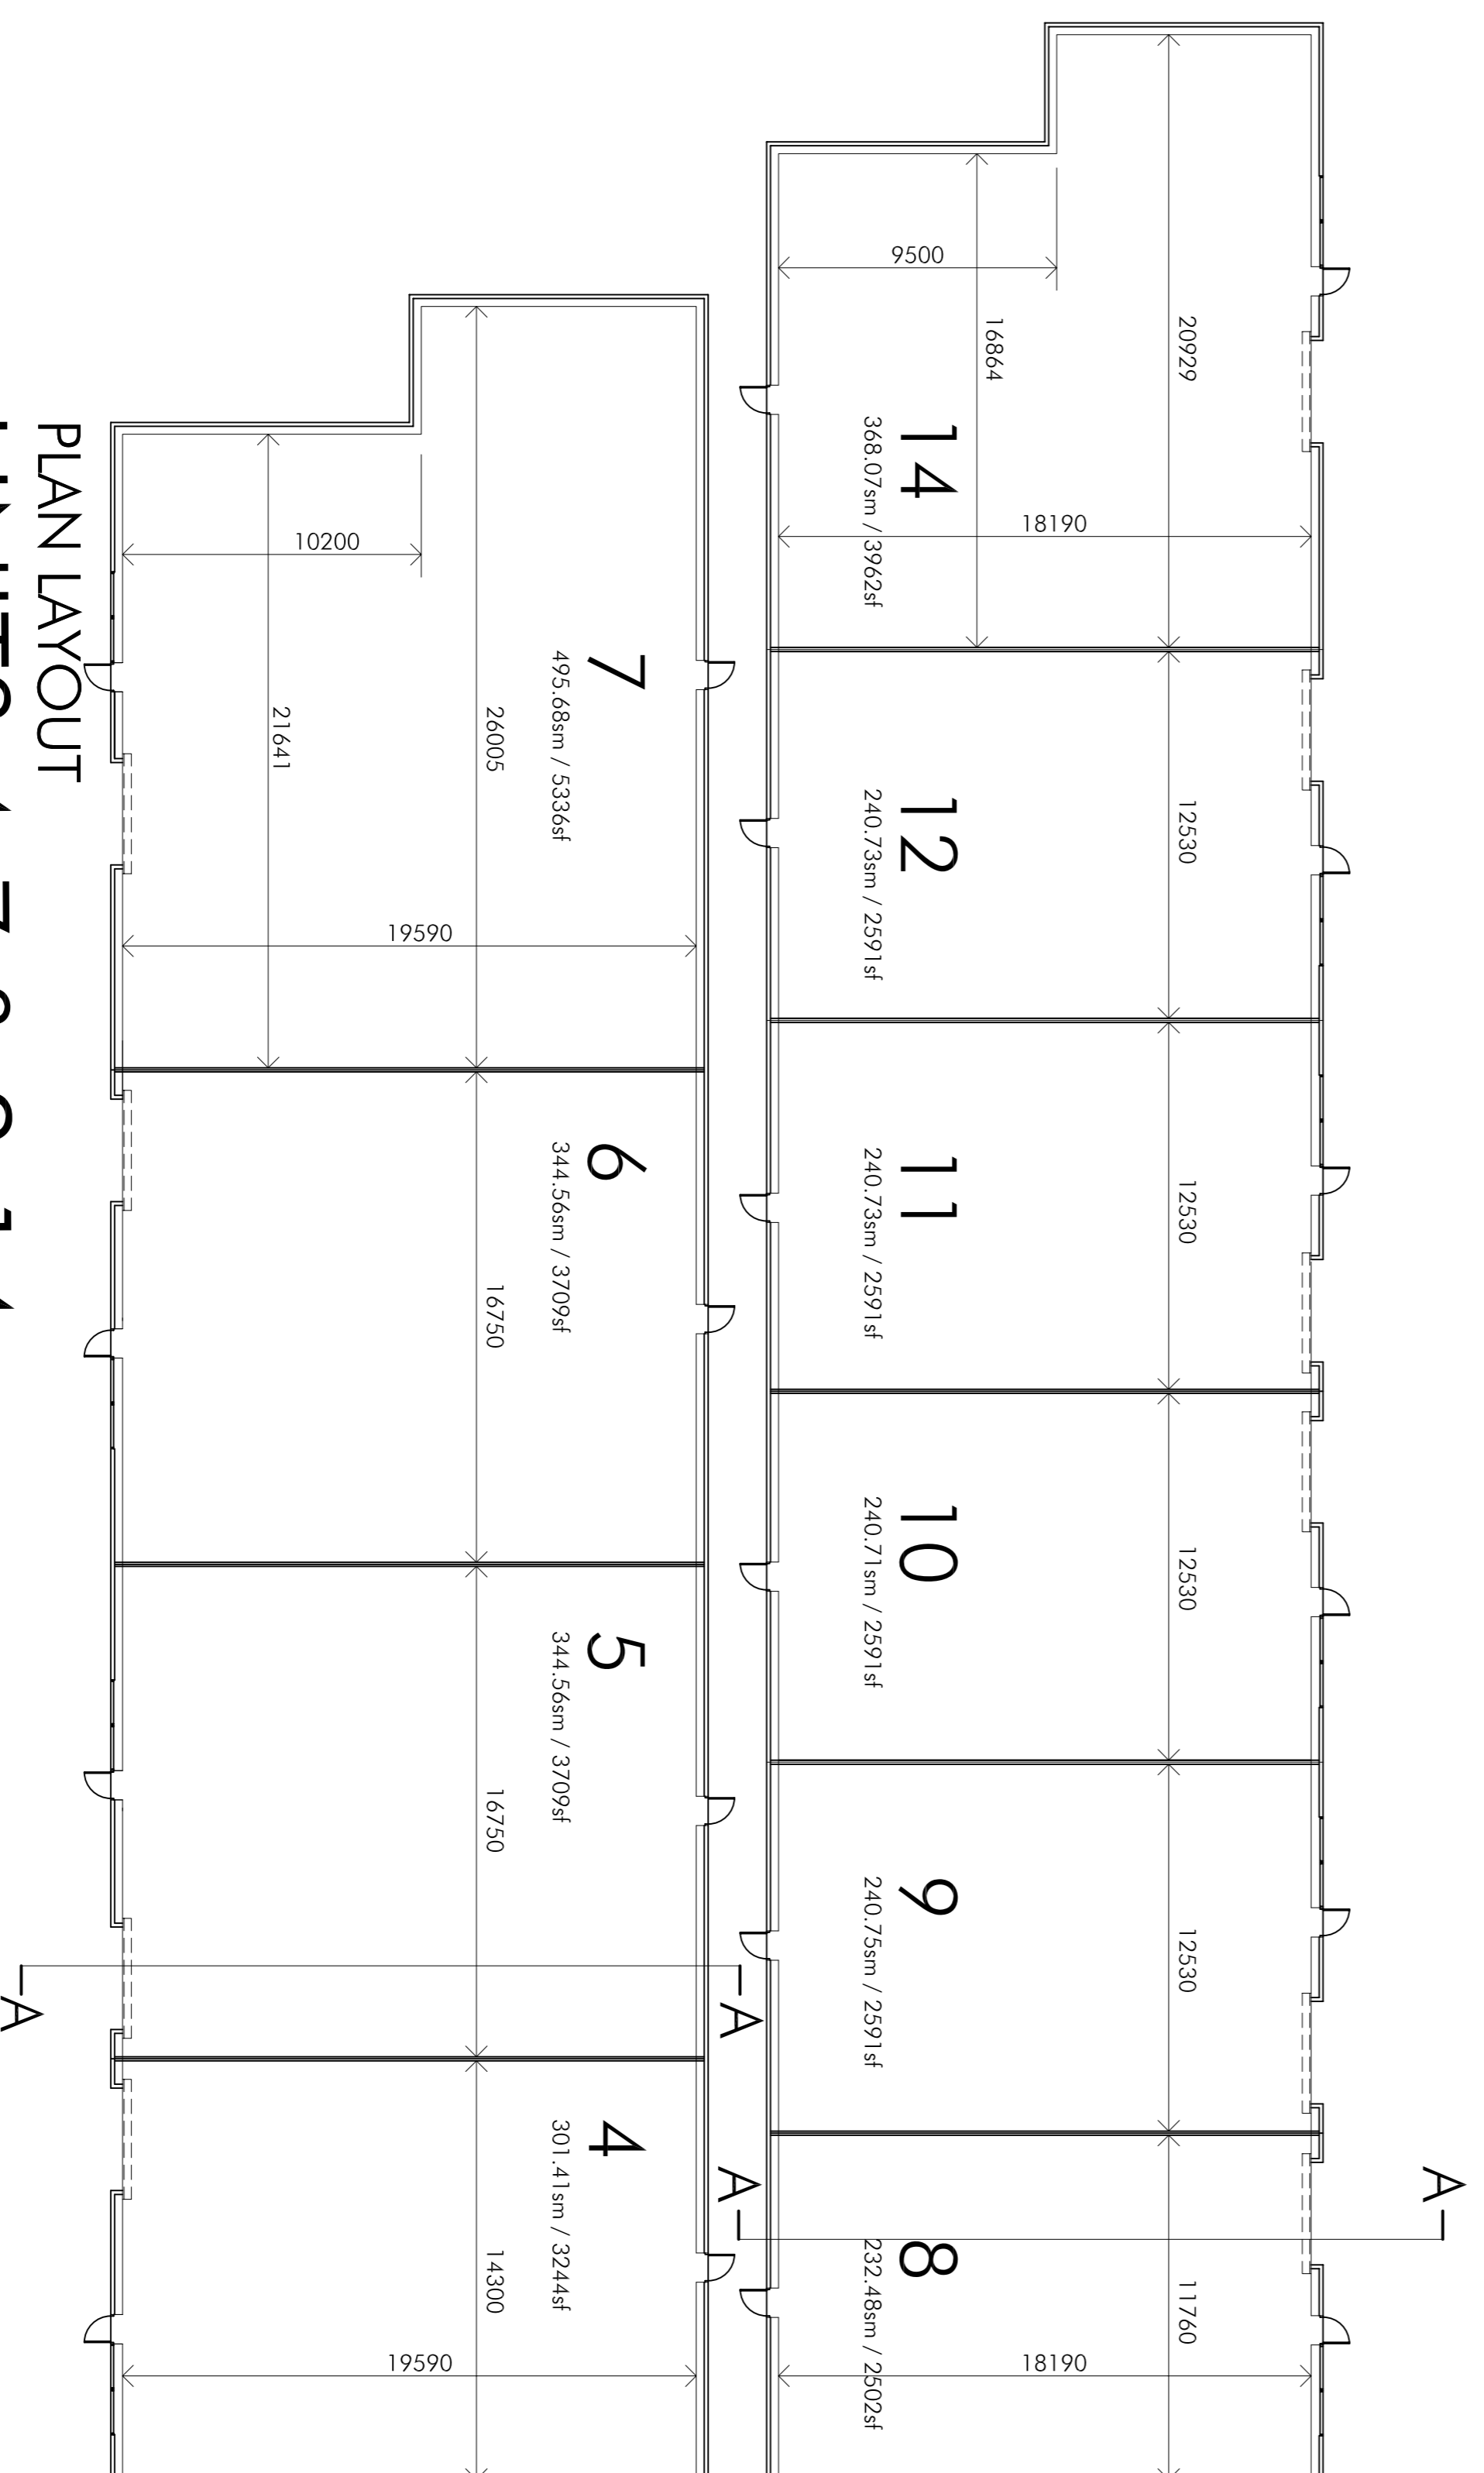 14
368.07sm / 3962sf
20929
16864
9500
18190
12
240.73sm / 2591sf
12530
11
240.73sm / 2591sf
12530
10
240.71sm / 2591sf
12530
9
240.75sm / 2591sf
12530
8
232.48sm / 2502sf
11760
18190
A
A
7
495.68sm / 5336sf
26005
21641
10200
19590
6
344.56sm / 3709sf
16750
5
344.56sm / 3709sf
16750
A
A
4
301.41sm / 3244sf
14300
19590
PLAN LAYOUT